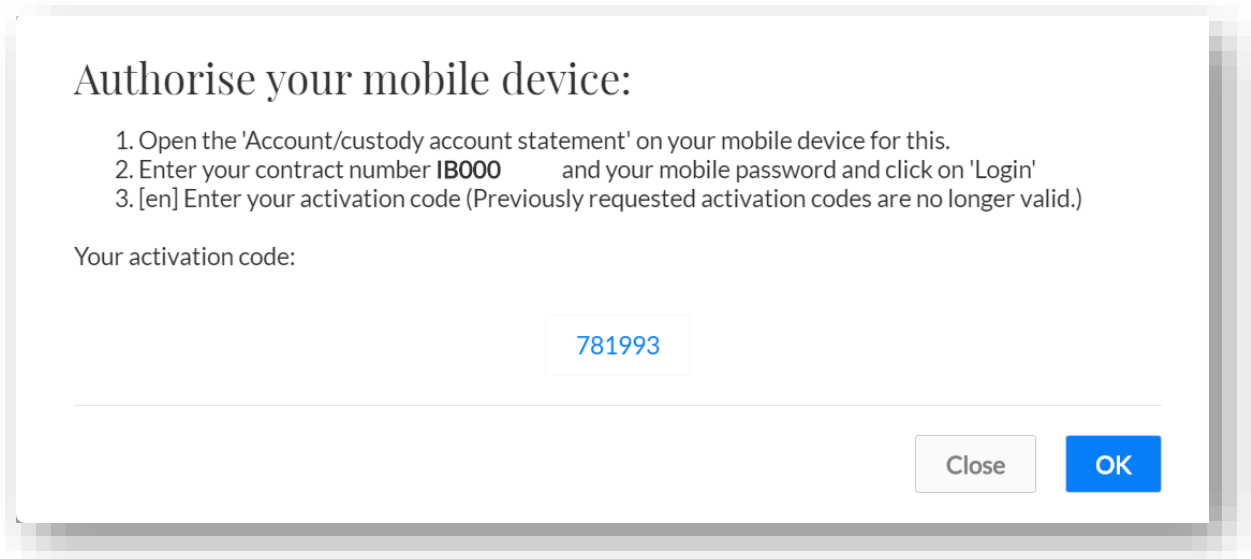 Authorise your mobile device:
1. Open the 'Account/custody account statement' on your mobile device for this.
2. Enter your contract number IB000 and your mobile password and click on 'Login'
3. [en] Enter your activation code (Previously requested activation codes are no longer valid.)
Your activation code:
781993
Close OK